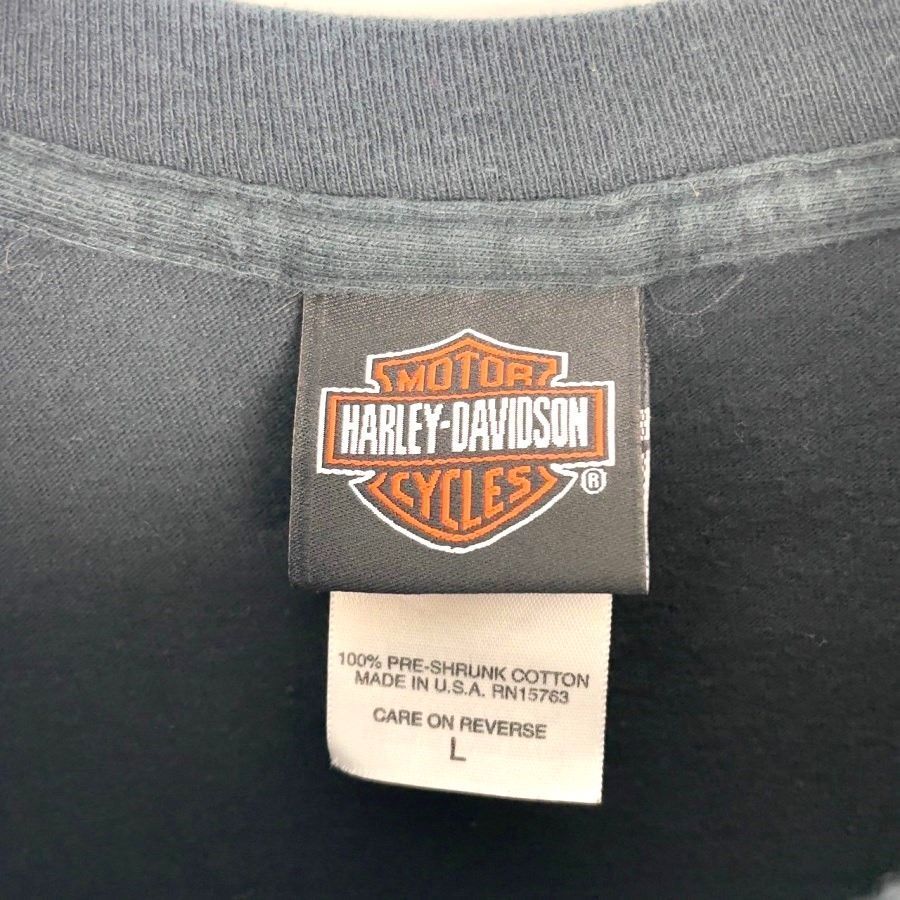 MOTOR
HARLEY-DAVIDSON
CYCLES
®
100% PRE-SHRUNK COTTON
MADE IN U.S.A. RN15763
CARE ON REVERSE
L